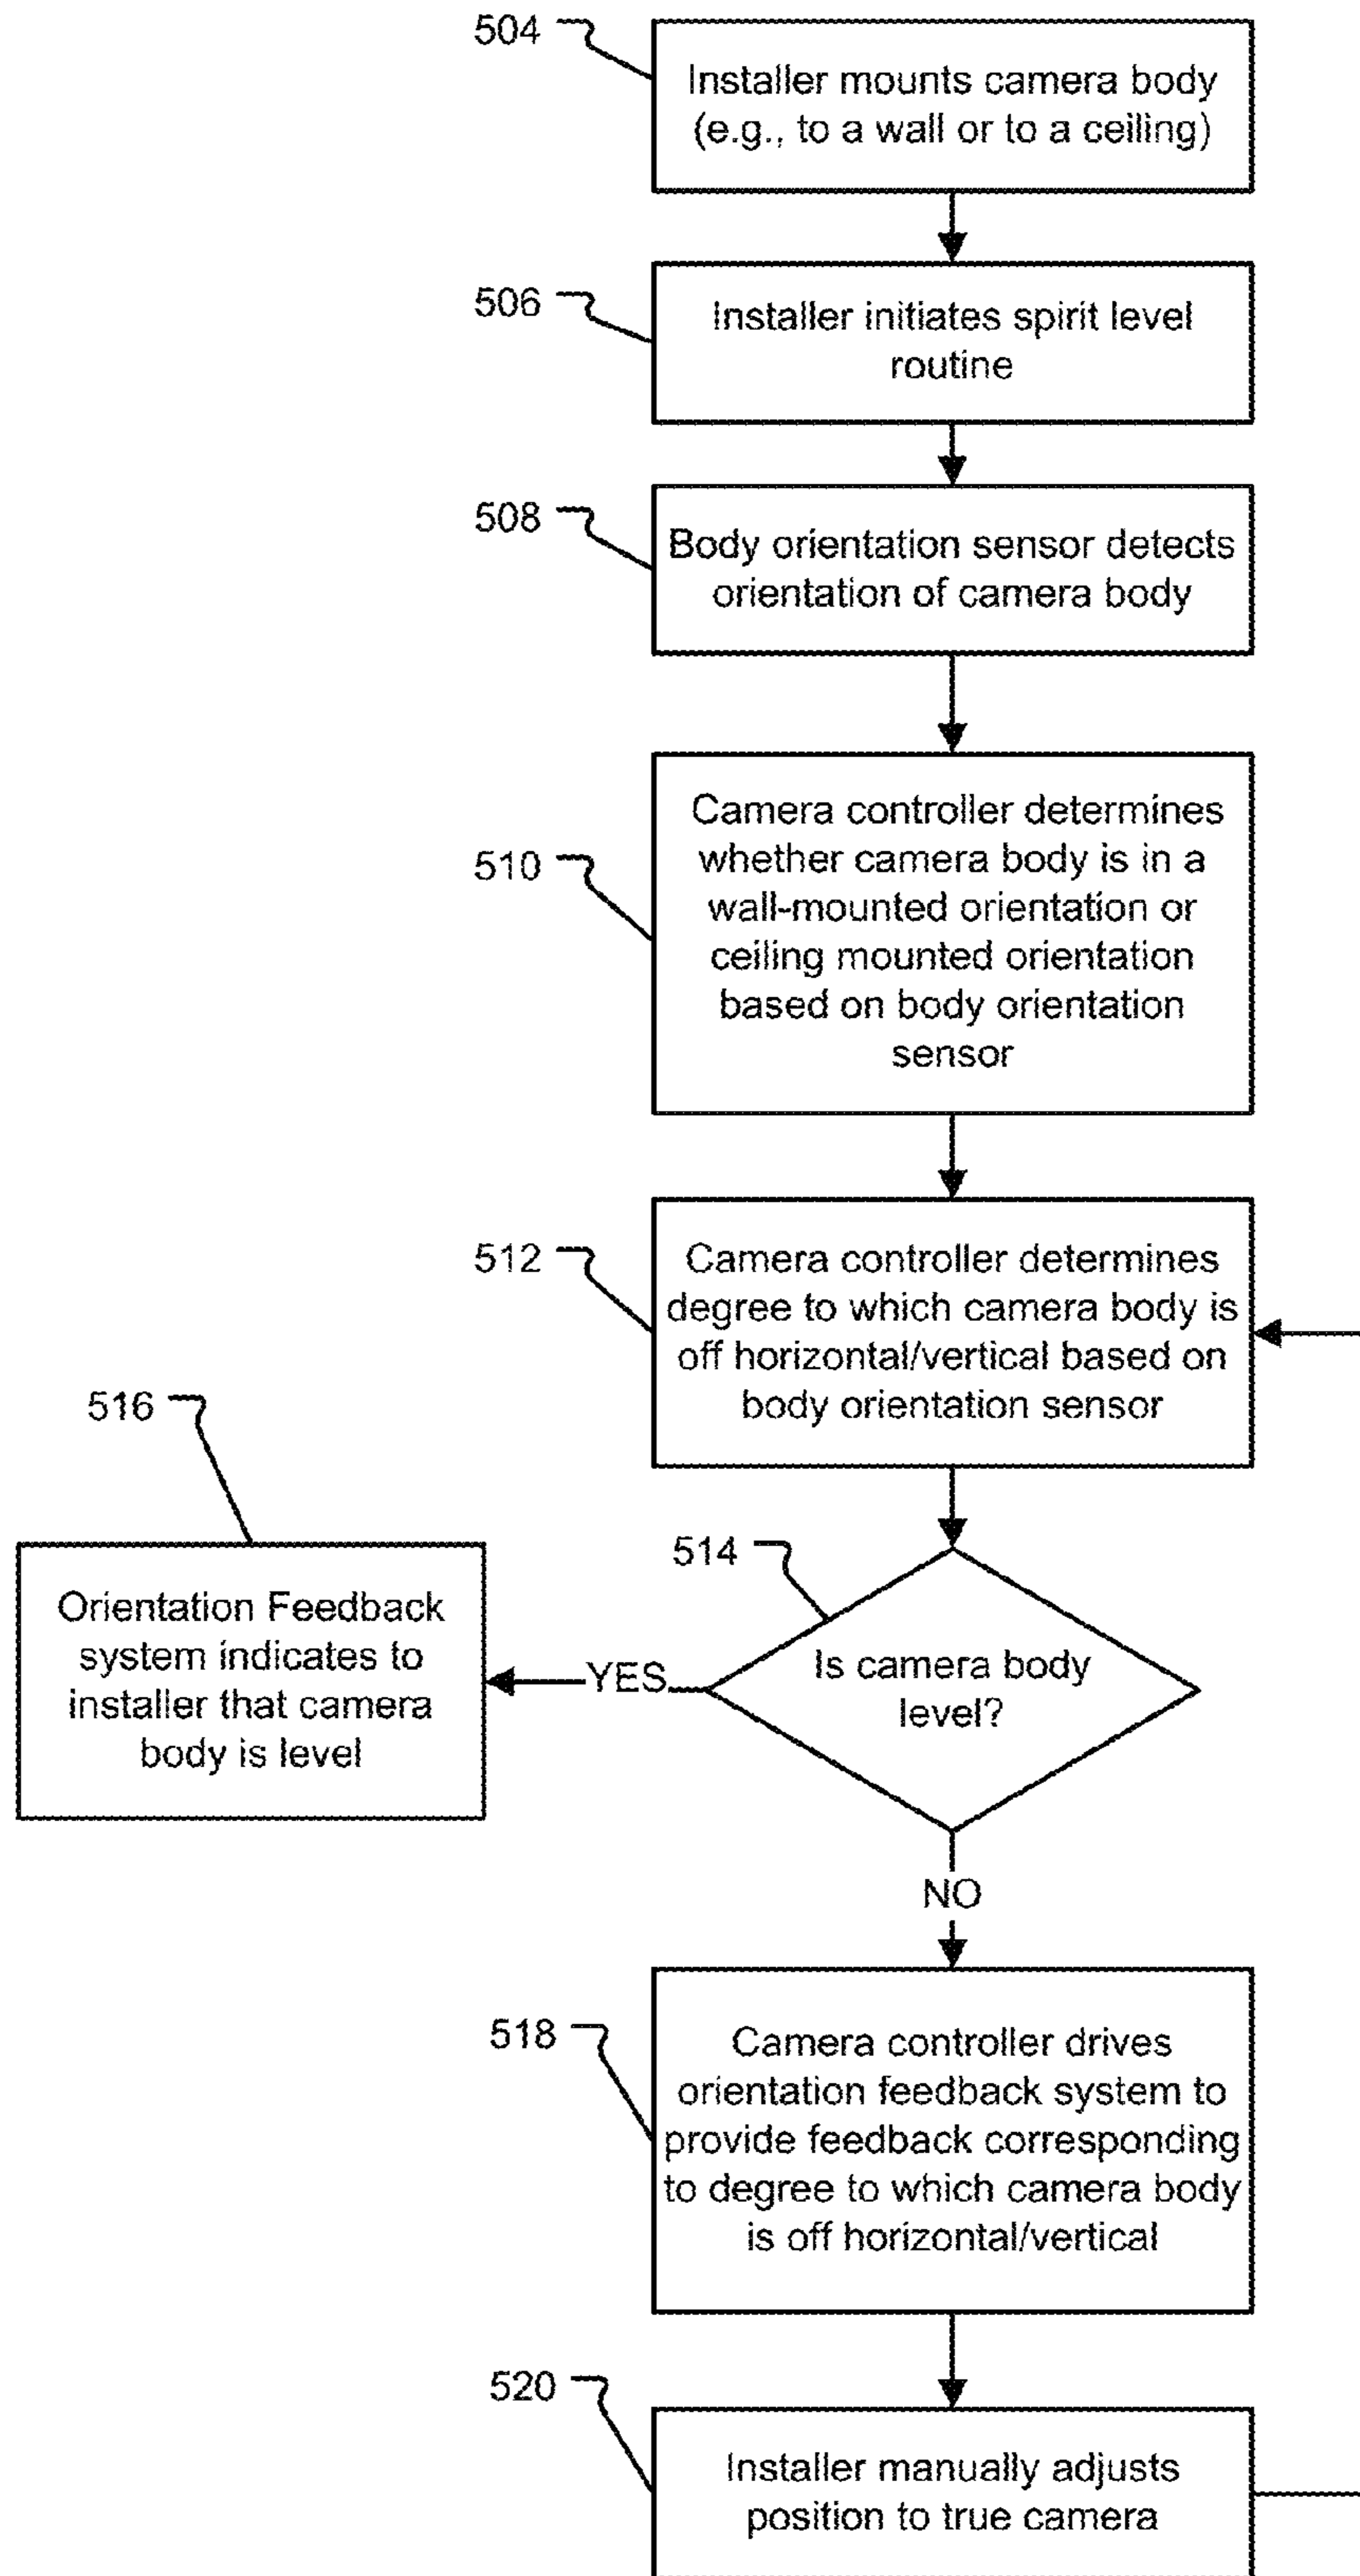 504
Installer mounts camera body
(e.g., to a wall or to a ceiling)
506
Installer initiates spirit level
routine
508
Body orientation sensor detects
orientation of camera body
510
Camera controller determines
whether camera body is in a
wall-mounted orientation or
ceiling mounted orientation
based on body orientation
sensor
512
Camera controller determines
degree to which camera body is
off horizontal/vertical based on
body orientation sensor
514
Is camera body
level?
YES
516
Orientation Feedback
system indicates to
installer that camera
body is level
NO
518
Camera controller drives
orientation feedback system to
provide feedback corresponding
to degree to which camera body
is off horizontal/vertical
520
Installer manually adjusts
position to true camera